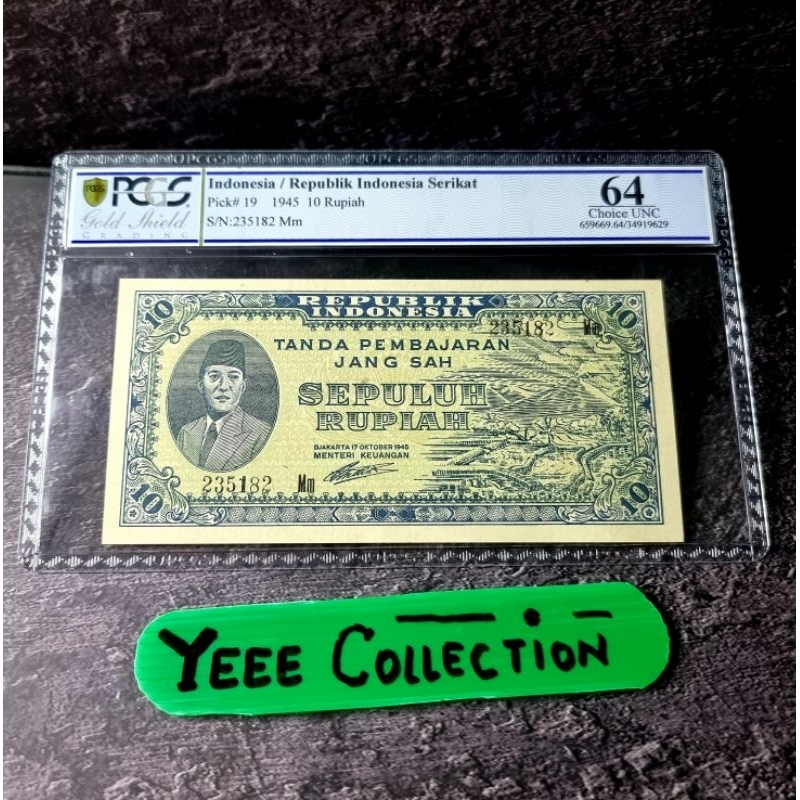 PCGS
PCGS
Gold Shield
GRADING
Indonesia / Republik Indonesia Serikat
Pick# 19 1945 10 Rupiah
S/N:235182 Mm
64
Choice UNC
659669.64/34919629
REPUBLIK
INDONESIA
10
10
235182 Mm
TANDA PEMBAJARAN
JANG SAH
SEPULUH
RUPIAH
DJAKARTA 17 OKTOBER 1945
MENTERI KEUANGAN
235182 Mm
10
10
YEEE COLLECTION